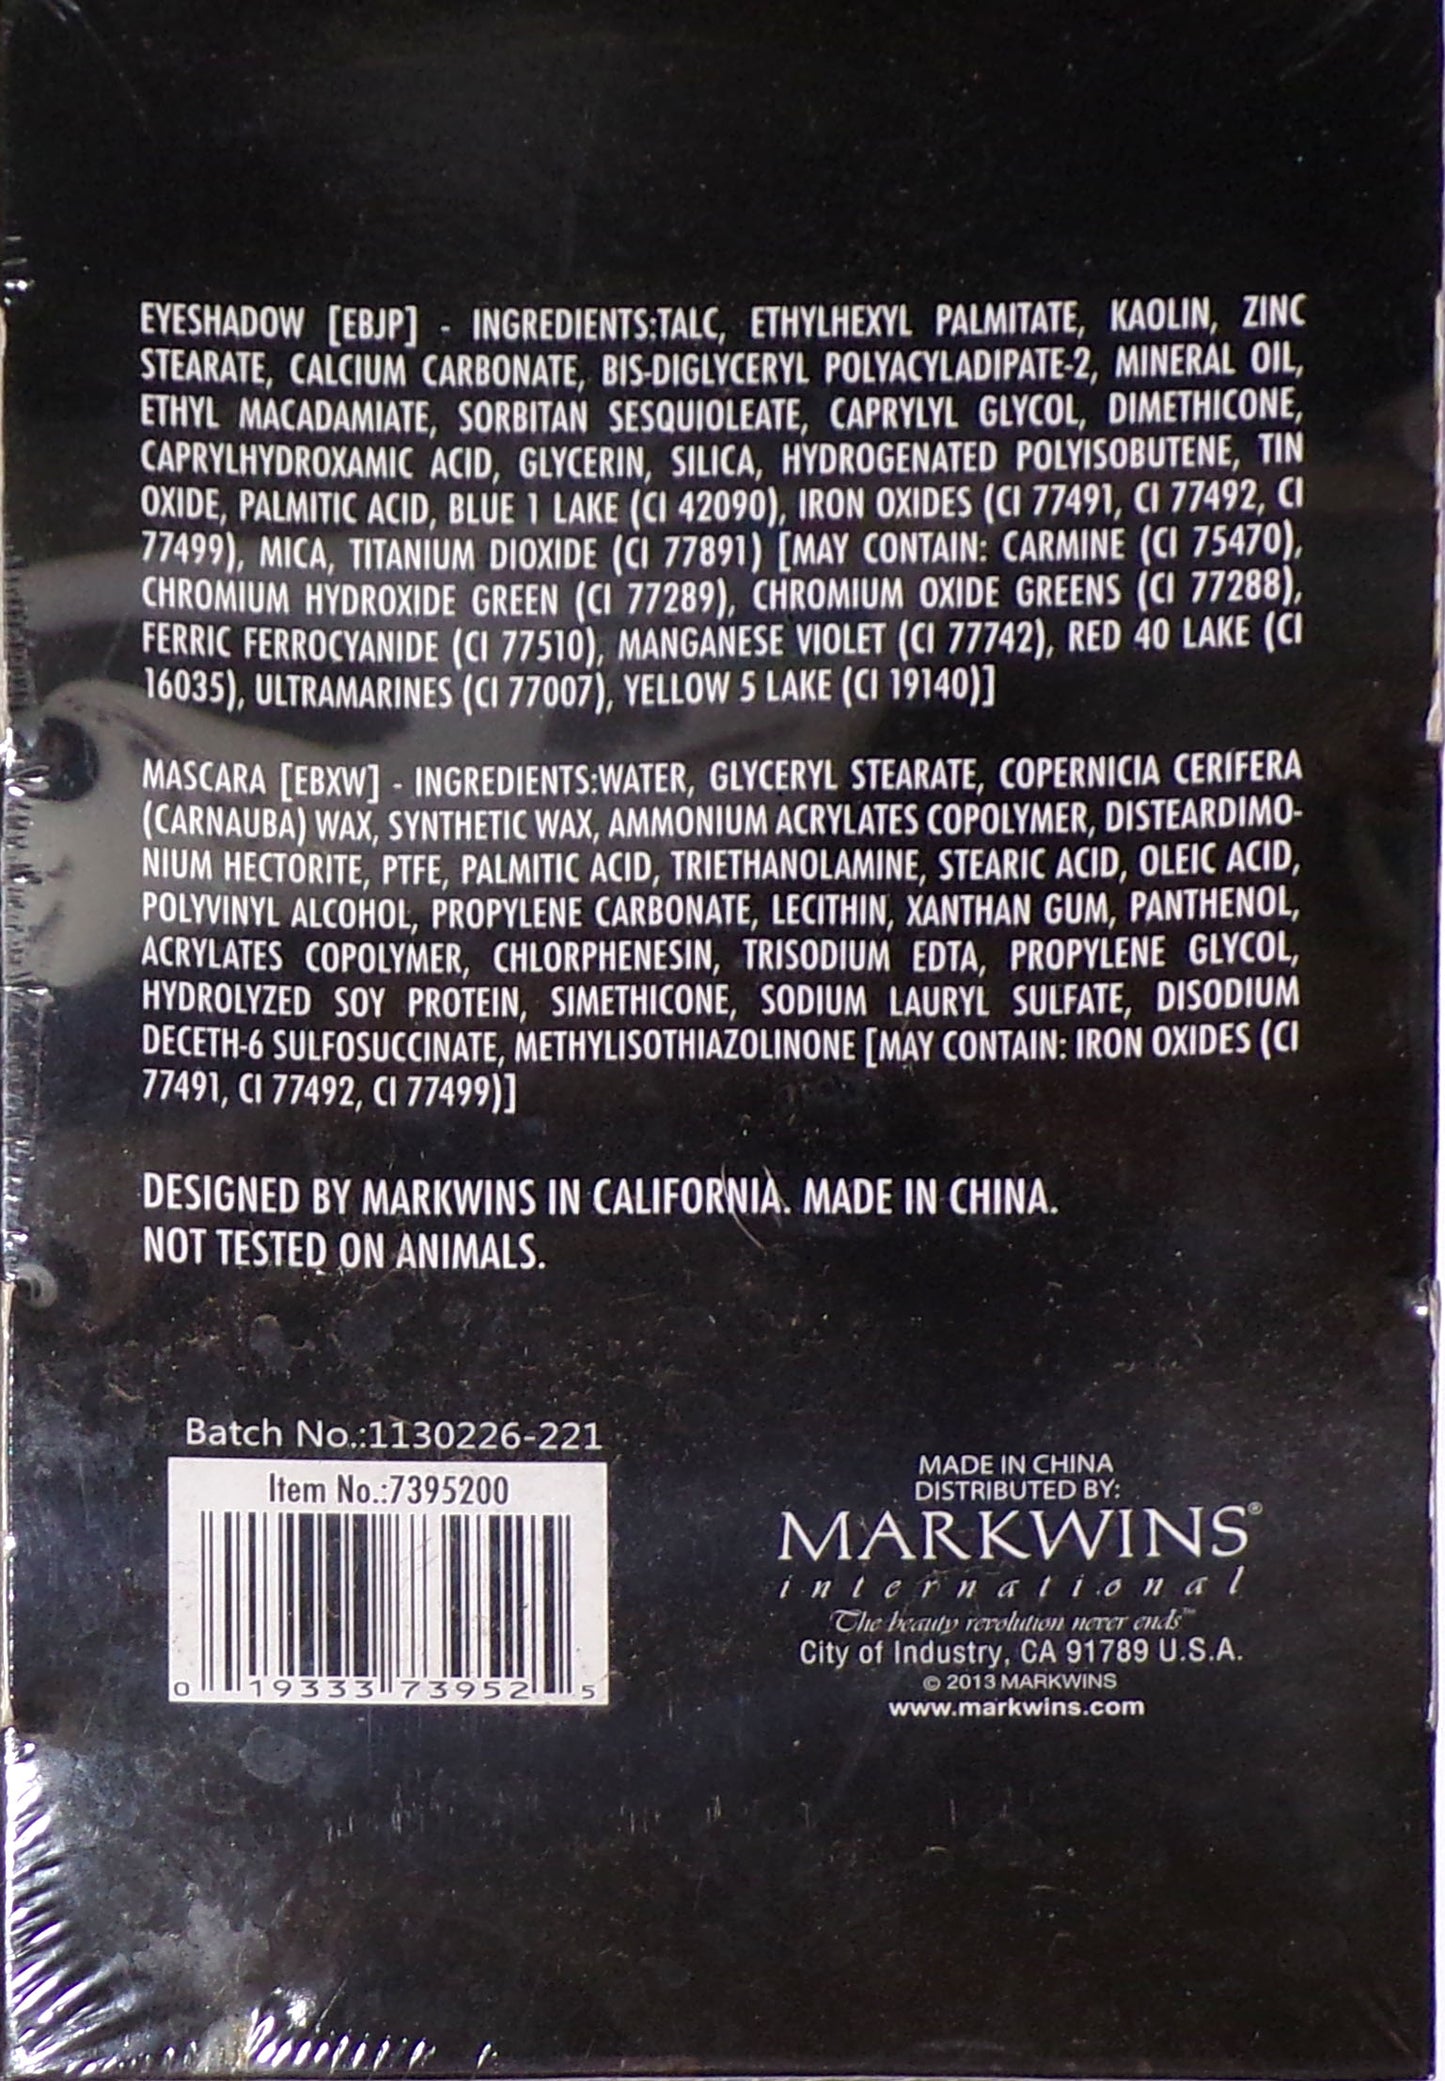 EYESHADOW [EBJP] - INGREDIENTS:TALC, ETHYLHEXYL PALMITATE, KAOLIN, ZINC
STEARATE, CALCIUM CARBONATE, BIS-DIGLYCERYL POLYACYLADIPATE-2, MINERAL OIL,
ETHYL MACADAMIATE, SORBITAN SESQUIOLEATE, CAPRYLYL GLYCOL, DIMETHICONE,
CAPRYLHYDROXAMIC ACID, GLYCERIN, SILICA, HYDROGENATED POLYISOBUTENE, TIN
OXIDE, PALMITIC ACID, BLUE 1 LAKE (CI 42090), IRON OXIDES (CI 77491, CI 77492, CI
77499), MICA, TITANIUM DIOXIDE (CI 77891) [MAY CONTAIN: CARMINE (CI 75470),
CHROMIUM HYDROXIDE GREEN (CI 77289), CHROMIUM OXIDE GREENS (CI 77288),
FERRIC FERROCYANIDE (CI 77510), MANGANESE VIOLET (CI 77742), RED 40 LAKE (CI
16035), ULTRAMARINES (CI 77007), YELLOW 5 LAKE (CI 19140)]
MASCARA [EBXW] - INGREDIENTS:WATER, GLYCERYL STEARATE, COPERNICIA CERIFERA
(CARNAUBA) WAX, SYNTHETIC WAX, AMMONIUM ACRYLATES COPOLYMER, DISTEARDIMO-
NIUM HECTORITE, PTFE, PALMITIC ACID, TRIETHANOLAMINE, STEARIC ACID, OLEIC ACID,
POLYVINYL ALCOHOL, PROPYLENE CARBONATE, LECITHIN, XANTHAN GUM, PANTHENOL,
ACRYLATES COPOLYMER, CHLORPHENESIN, TRISODIUM EDTA, PROPYLENE GLYCOL,
HYDROLYZED SOY PROTEIN, SIMETHICONE, SODIUM LAURYL SULFATE, DISODIUM
DECETH-6 SULFOSUCCINATE, METHYLISOTHIAZOLINONE [MAY CONTAIN: IRON OXIDES (CI
77491, CI 77492, CI 77499)]
DESIGNED BY MARKWINS IN CALIFORNIA. MADE IN CHINA.
NOT TESTED ON ANIMALS.
Batch No.:1130226-221
Item No.:7395200
0 19333 73952 5
MADE IN CHINA
DISTRIBUTED BY:
MARKWINS®
international
The beauty revolution never ends™
City of Industry, CA 91789 U.S.A.
© 2013 MARKWINS
www.markwins.com